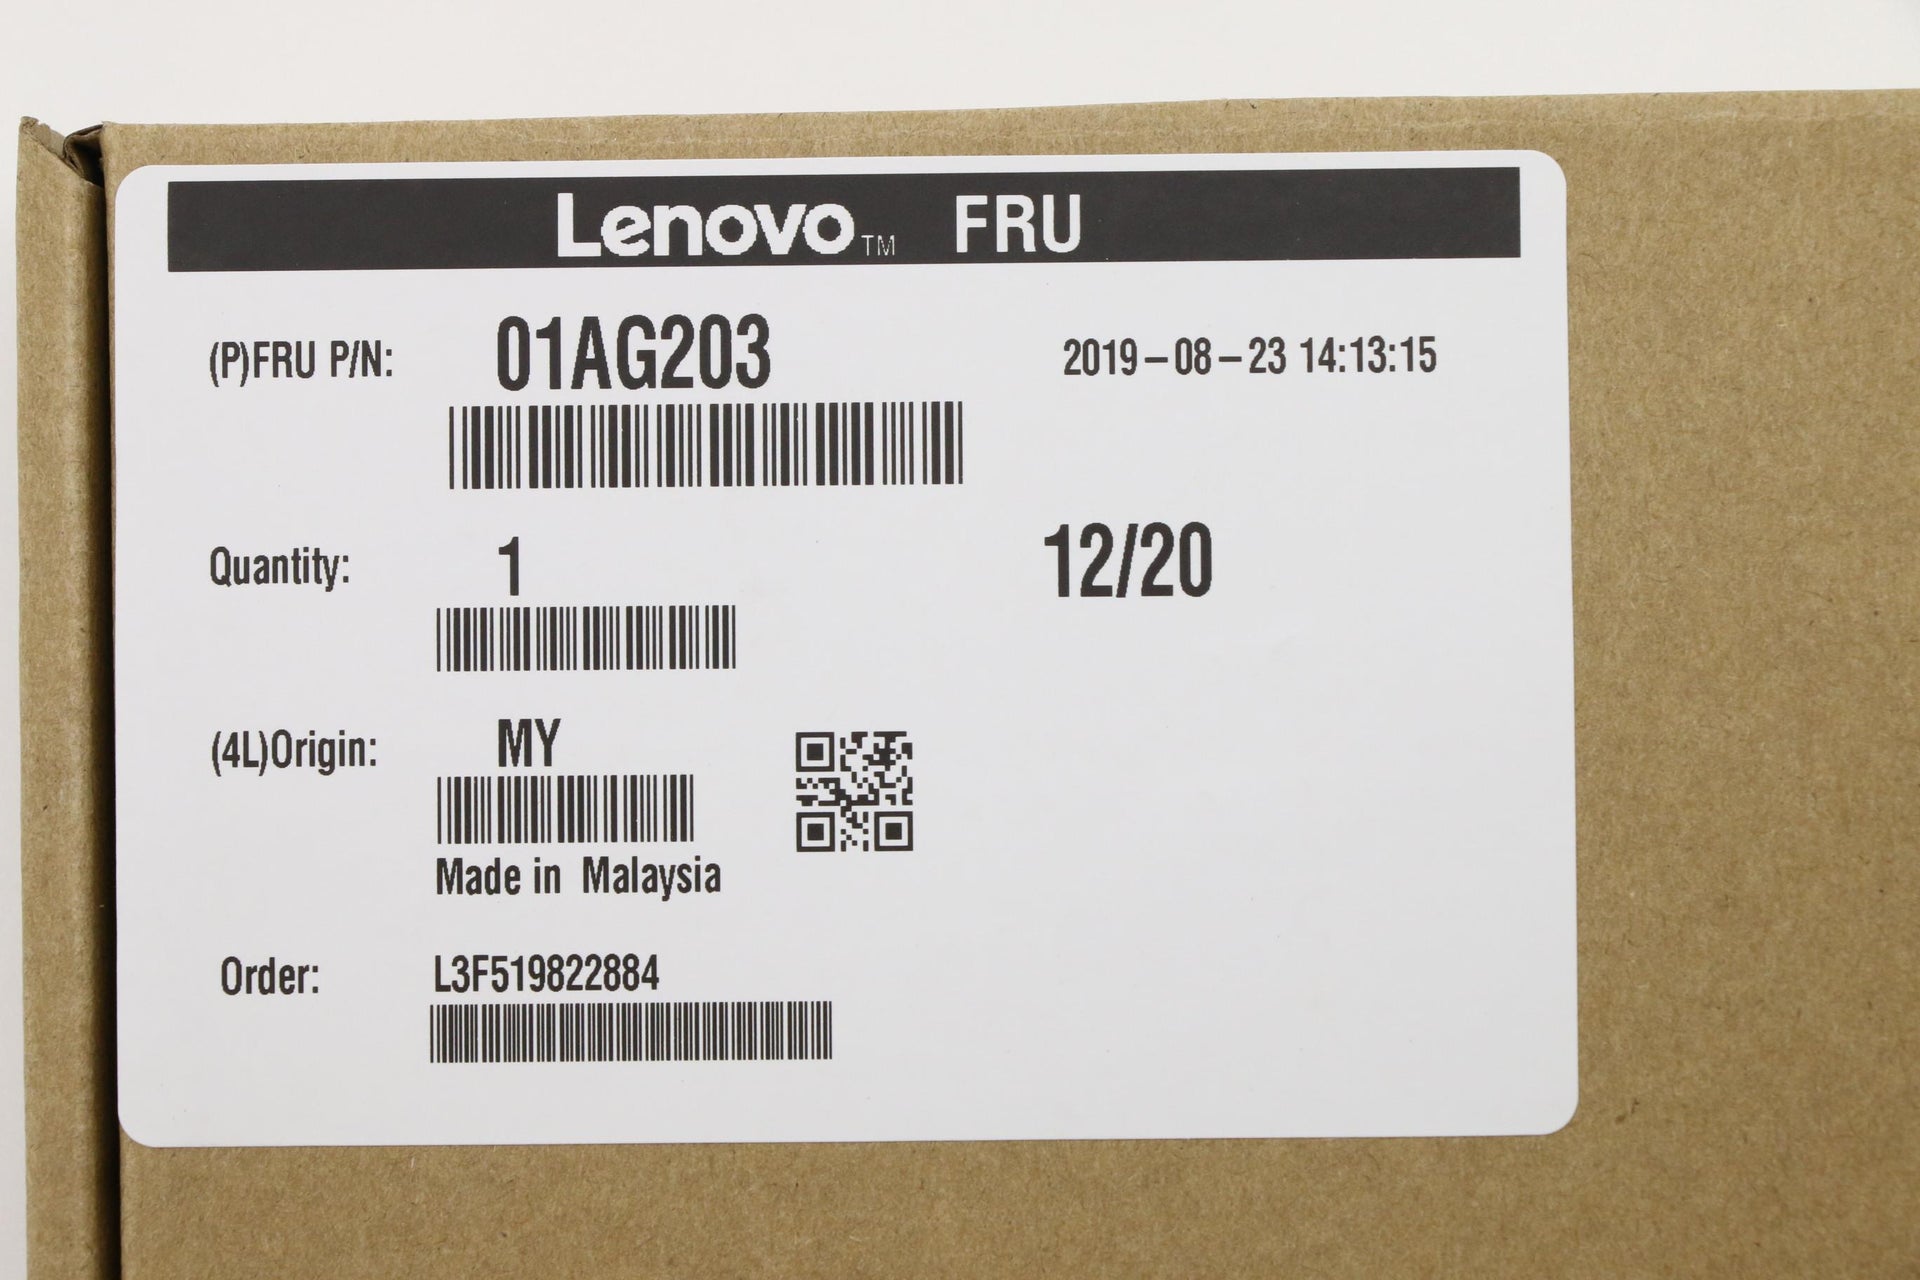 Lenovo™ FRU
(P)FRU P/N: 01AG203 2019-08-23 14:13:15
Quantity: 1 12/20
(4L)Origin: MY
Made in Malaysia
Order: L3F519822884